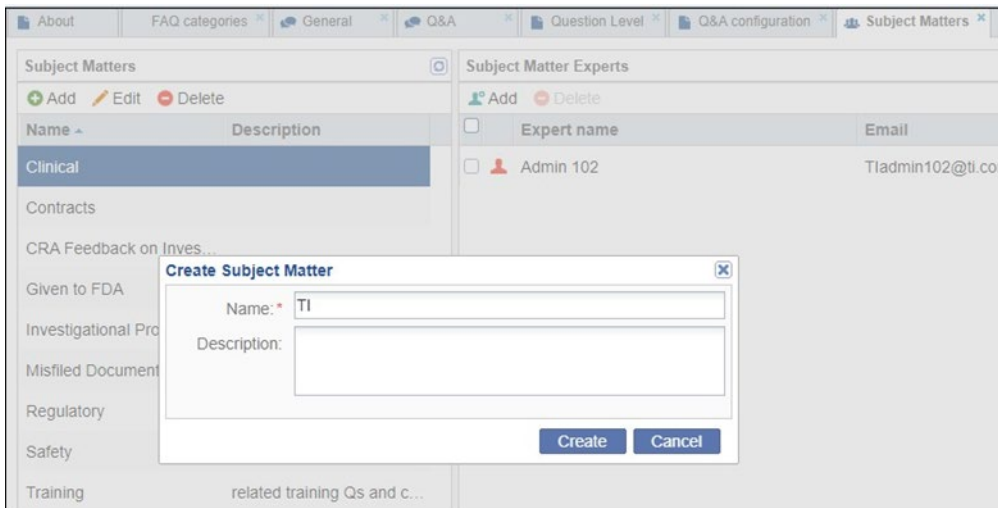 About FAQ categories General Q&A Question Level Q&A configuration Subject Matters
Subject Matters
Subject Matter Experts
Add Edit Delete
Add Delete
Name Description
Expert name Email
Clinical
Admin 102 TIadmin102@ti.co
Contracts
CRA Feedback on Inves...
Given to FDA
Investigational Pro
Misfiled Document
Regulatory
Safety
Training related training Qs and c...
Create Subject Matter
Name:* TI
Description:
Create Cancel